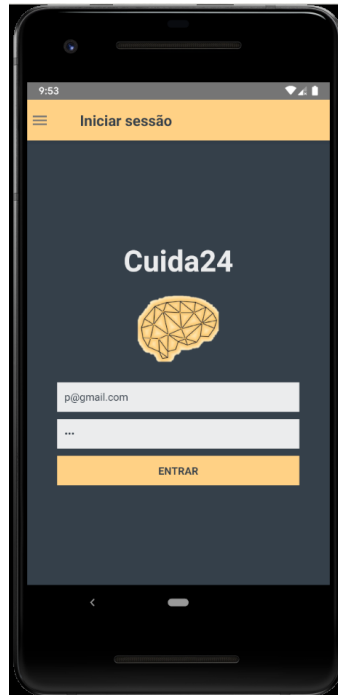 9:53
Iniciar sessão
Cuida24
p@gmail.com
•••
ENTRAR